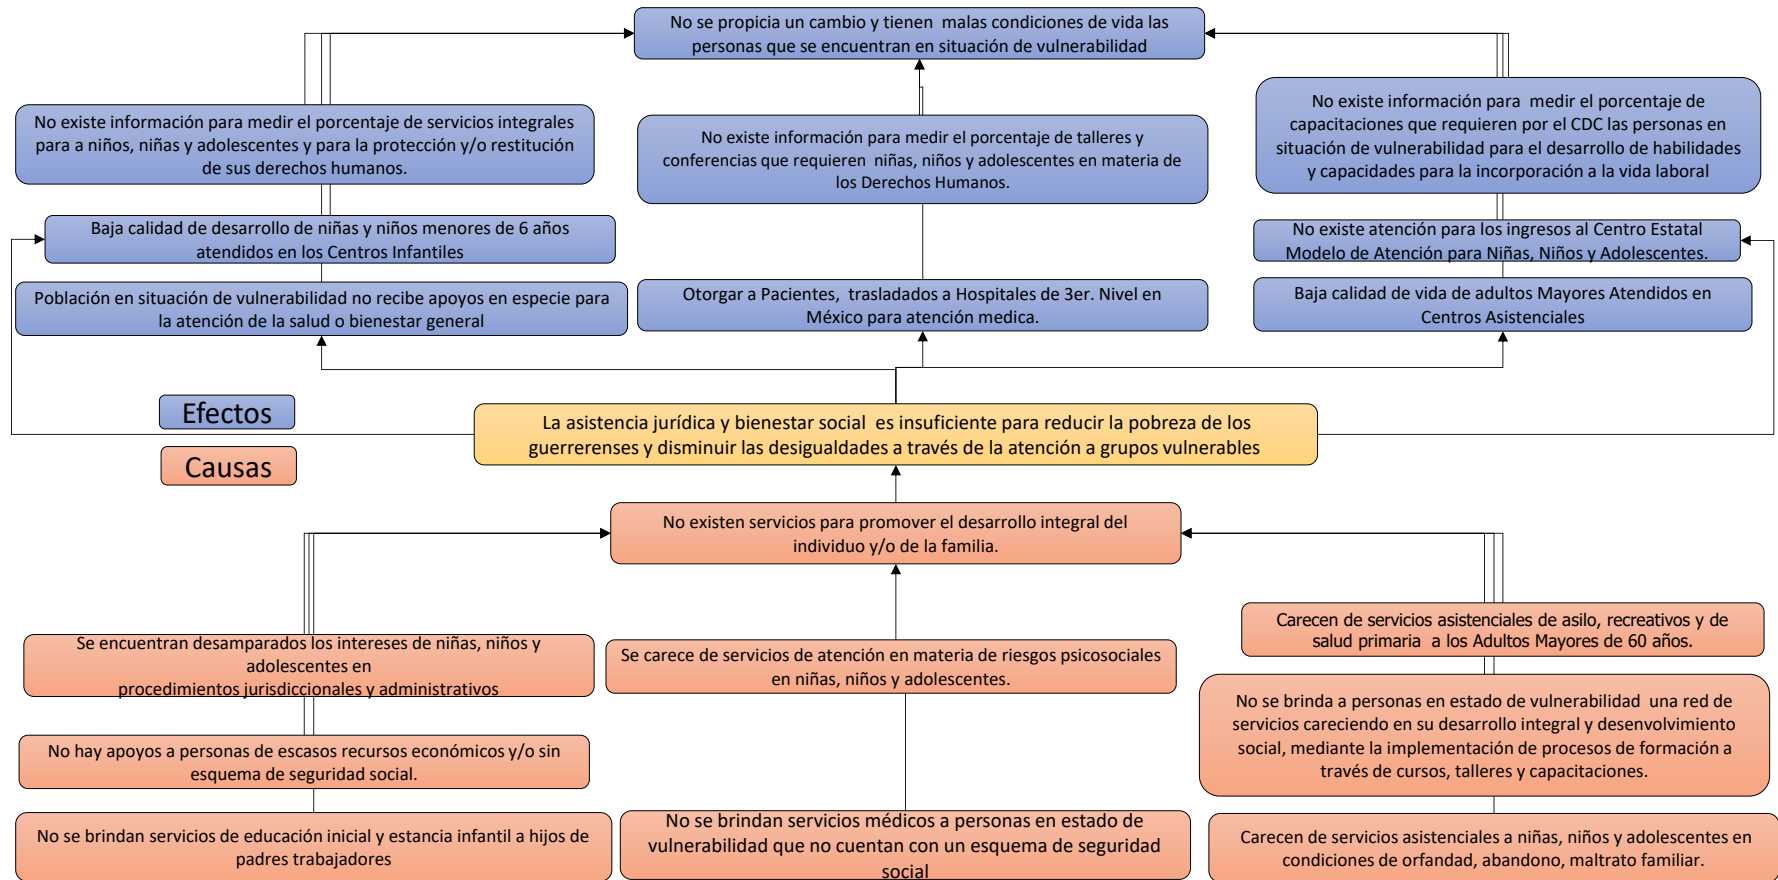 No se propicia un cambio y tienen malas condiciones de vida las
personas que se encuentran en situación de vulnerabilidad
No existe información para medir el porcentaje de servicios integrales
para a niños, niñas y adolescentes y para la protección y/o restitución
de sus derechos humanos.
No existe información para medir el porcentaje de talleres y
conferencias que requieren niñas, niños y adolescentes en materia de
los Derechos Humanos.
No existe información para medir el porcentaje de
capacitaciones que requieren por el CDC las personas en
situación de vulnerabilidad para el desarrollo de habilidades
y capacidades para la incorporación a la vida laboral
Baja calidad de desarrollo de niñas y niños menores de 6 años
atendidos en los Centros Infantiles
No existe atención para los ingresos al Centro Estatal
Modelo de Atención para Niñas, Niños y Adolescentes.
Población en situación de vulnerabilidad no recibe apoyos en especie para
la atención de la salud o bienestar general
Otorgar a Pacientes, trasladados a Hospitales de 3er. Nivel en
México para atención medica.
Baja calidad de vida de adultos Mayores Atendidos en
Centros Asistenciales
Efectos
La asistencia jurídica y bienestar social es insuficiente para reducir la pobreza de los
guerrerenses y disminuir las desigualdades a través de la atención a grupos vulnerables
Causas
No existen servicios para promover el desarrollo integral del
individuo y/o de la familia.
Se encuentran desamparados los intereses de niñas, niños y
adolescentes en
procedimientos jurisdiccionales y administrativos
Se carece de servicios de atención en materia de riesgos psicosociales
en niñas, niños y adolescentes.
Carecen de servicios asistenciales de asilo, recreativos y de
salud primaria a los Adultos Mayores de 60 años.
No hay apoyos a personas de escasos recursos económicos y/o sin
esquema de seguridad social.
No se brinda a personas en estado de vulnerabilidad una red de
servicios careciendo en su desarrollo integral y desenvolvimiento
social, mediante la implementación de procesos de formación a
través de cursos, talleres y capacitaciones.
No se brindan servicios de educación inicial y estancia infantil a hijos de
padres trabajadores
No se brindan servicios médicos a personas en estado de
vulnerabilidad que no cuentan con un esquema de seguridad
social
Carecen de servicios asistenciales a niñas, niños y adolescentes en
condiciones de orfandad, abandono, maltrato familiar.